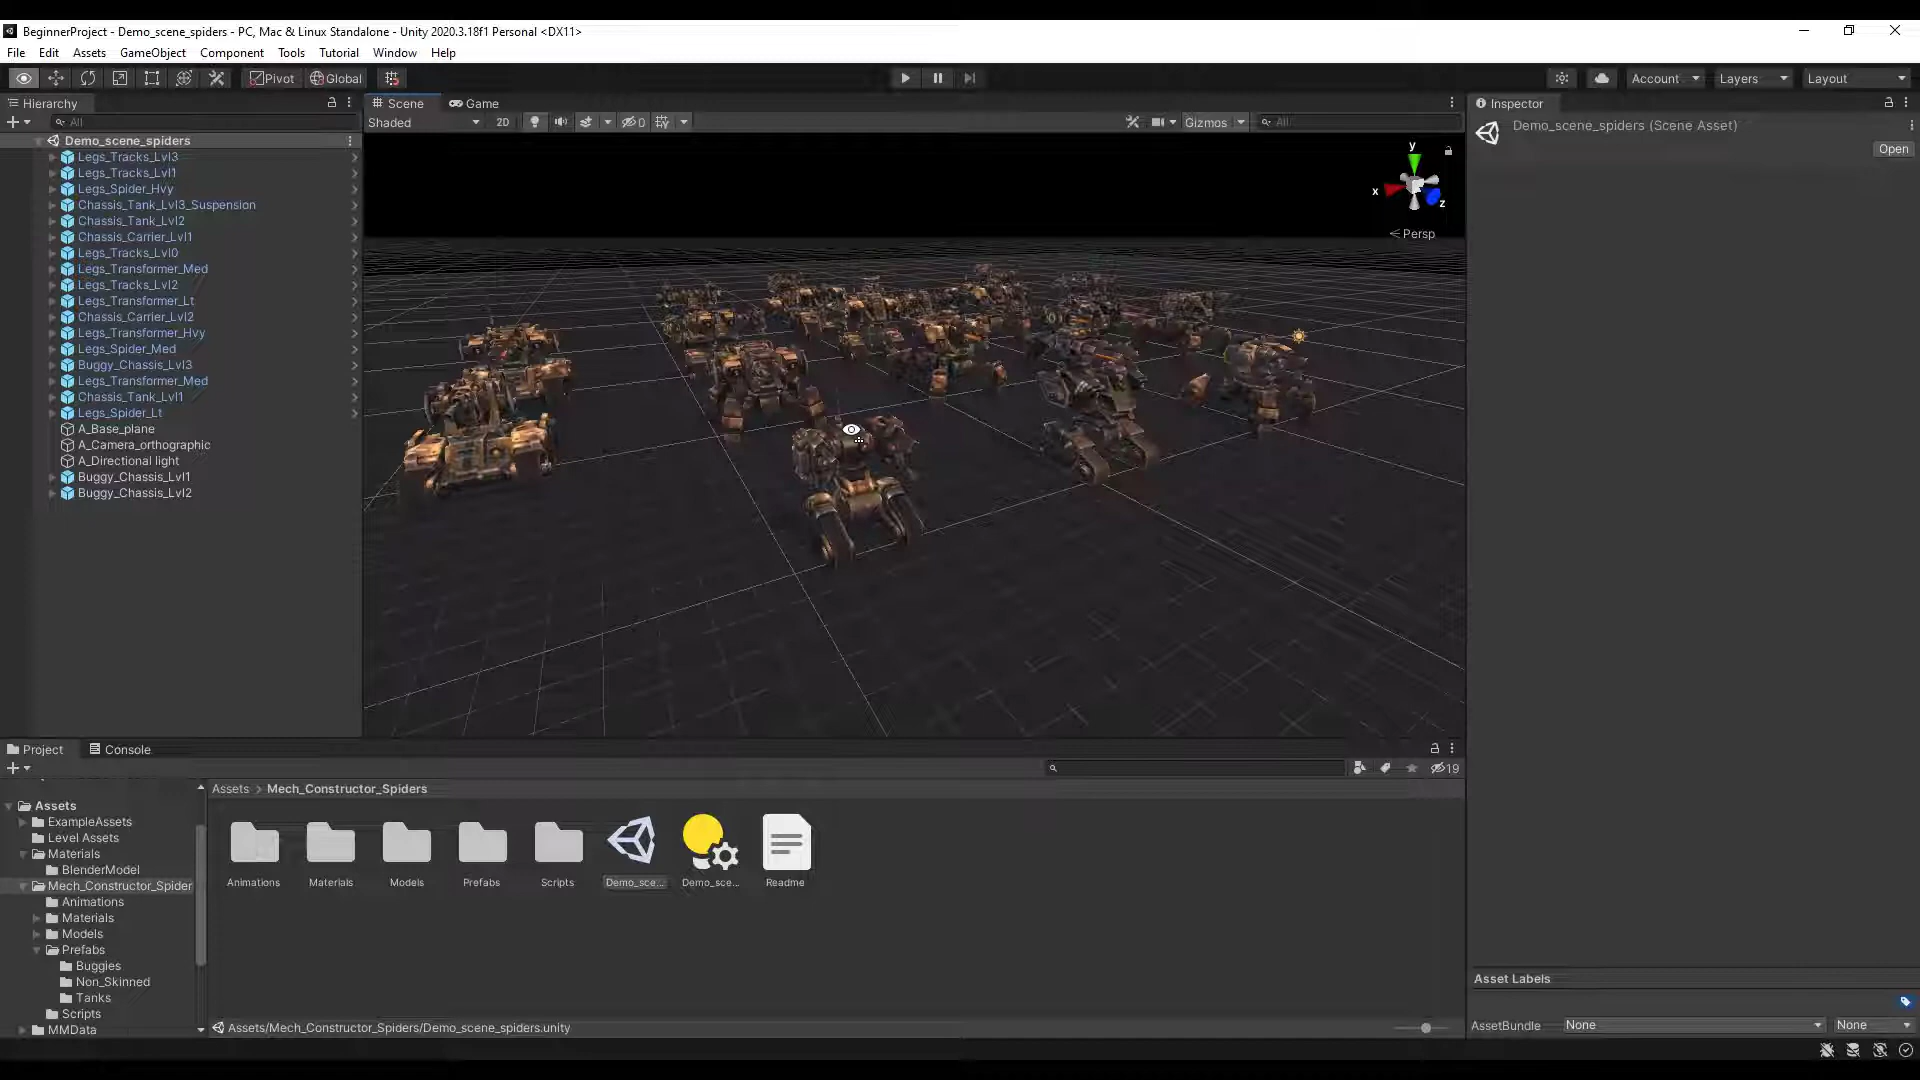 BeginnerProject - Demo_scene_spiders - PC, Mac & Linux Standalone - Unity 2020.3.18f1 Personal <DX11>
File Edit Assets GameObject Component Tools Tutorial Window Help
Pivot Global Account Layers Layout
Hierarchy
All
Demo_scene_spiders
Legs_Tracks_Lvl3
Legs_Tracks_Lvl1
Legs_Spider_Hvy
Chassis_Tank_Lvl3_Suspension
Chassis_Tank_Lvl2
Chassis_Carrier_Lvl1
Legs_Tracks_Lvl0
Legs_Transformer_Med
Legs_Tracks_Lvl2
Legs_Transformer_Lt
Chassis_Carrier_Lvl2
Legs_Transformer_Hvy
Legs_Spider_Med
Buggy_Chassis_Lvl3
Legs_Transformer_Med
Chassis_Tank_Lvl1
Legs_Spider_Lt
A_Base_plane
A_Camera_orthographic
A_Directional light
Buggy_Chassis_Lvl1
Buggy_Chassis_Lvl2
Scene Game
Shaded 2D 0 Gizmos All
y
x
z
< Persp
Inspector
Demo_scene_spiders (Scene Asset)
Open
Project Console
19
Assets
ExampleAssets
Level Assets
Materials
BlenderModel
Mech_Constructor_Spider
Animations
Materials
Models
Prefabs
Buggies
Non_Skinned
Tanks
Scripts
MMData
Assets > Mech_Constructor_Spiders
Animations Materials Models Prefabs Scripts Demo_sce... Demo_sce... Readme
Assets/Mech_Constructor_Spiders/Demo_scene_spiders.unity
Asset Labels
AssetBundle None None